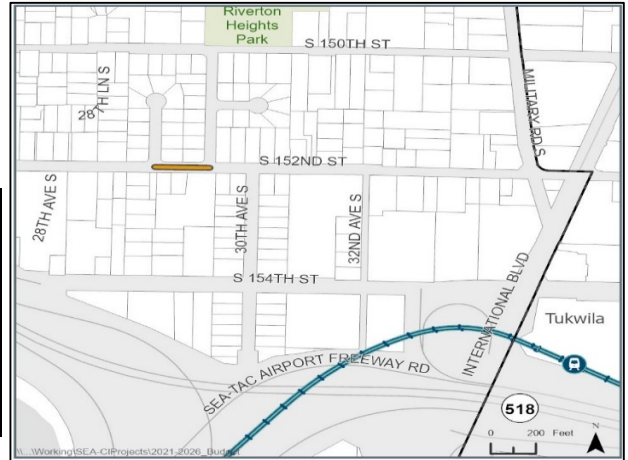 Riverton
Heights
Park
S 150TH ST
28TH LN S
MILITARY RD S
S 152ND ST
28TH AVE S
30TH AVE S
32ND AVE S
S 154TH ST
INTERNATIONAL BLVD
Tukwila
SEA-TAC AIRPORT FREEWAY RD
518
N
0 200 Feet
\\...\Working\SEA-CIProjects\2021-2026_Budget